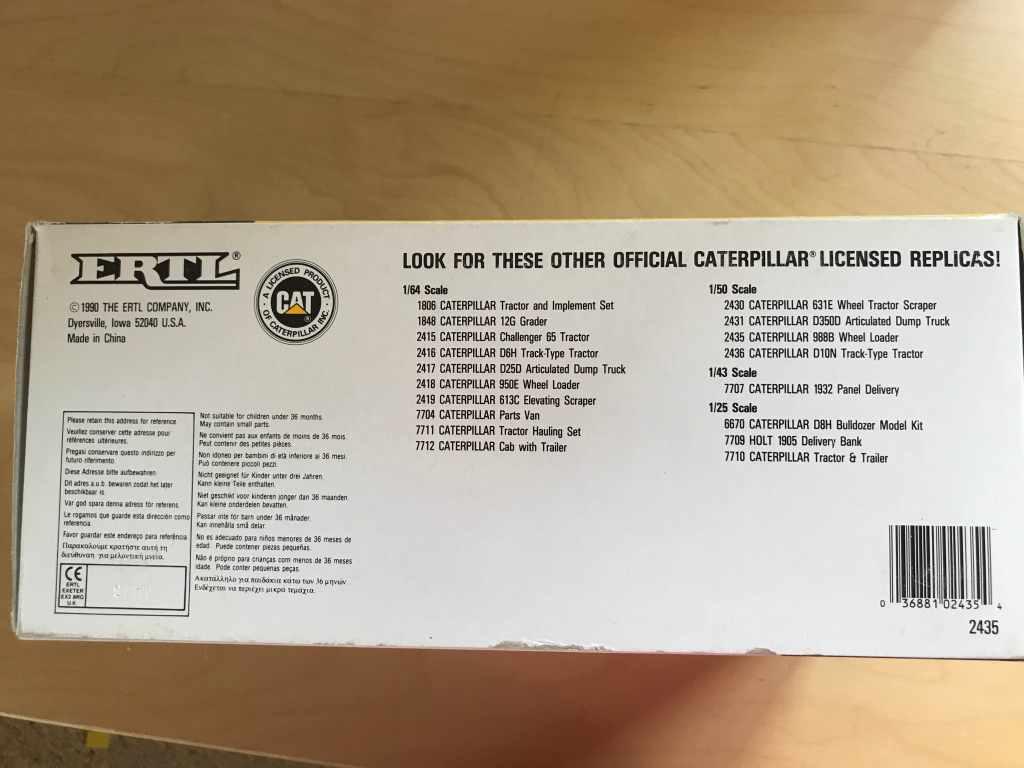 ERTL®
© 1990 THE ERTL COMPANY, INC.
Dyersville, Iowa 52040 U.S.A.
Made in China
A LICENSED PRODUCT
CAT
OF CATERPILLAR INC.
LOOK FOR THESE OTHER OFFICIAL CATERPILLAR® LICENSED REPLICAS!
1/64 Scale
1806 CATERPILLAR Tractor and Implement Set
1848 CATERPILLAR 12G Grader
2415 CATERPILLAR Challenger 65 Tractor
2416 CATERPILLAR D6H Track-Type Tractor
2417 CATERPILLAR D25D Articulated Dump Truck
2418 CATERPILLAR 950E Wheel Loader
2419 CATERPILLAR 613C Elevating Scraper
7704 CATERPILLAR Parts Van
7711 CATERPILLAR Tractor Hauling Set
7712 CATERPILLAR Cab with Trailer
1/50 Scale
2430 CATERPILLAR 631E Wheel Tractor Scraper
2431 CATERPILLAR D350D Articulated Dump Truck
2435 CATERPILLAR 988B Wheel Loader
2436 CATERPILLAR D10N Track-Type Tractor
1/43 Scale
7707 CATERPILLAR 1932 Panel Delivery
1/25 Scale
6670 CATERPILLAR D8H Bulldozer Model Kit
7709 HOLT 1905 Delivery Bank
7710 CATERPILLAR Tractor & Trailer
Please retain this address for reference
Veuillez conserver cette adresse pour
références ultérieures.
Pregasi conservare questo indirizzo per
futuro riferimento.
Diese Adresse bitte aufbewahren.
Dit adres a.u.b. bewaren zodat het later
beschikbaar is.
Var god spara denna adress för referens.
Le rogamos que guarde esta dirección como
referencia.
Favor guardar este endereço para referência
Παρακαλούμε κρατήστε αυτή τη
διεύθυνση για μελοντική μνεία.
CE
ERTL
EXETER
EX2 8RG
U.K.
Not suitable for children under 36 months.
May contain small parts.
Ne convient pas aux enfants de moins de 36 mois.
Peut contenir des petites pièces.
Non idoneo per bambini di età inferiore ai 36 mesi.
Può contenere piccoli pezzi.
Nicht geeignet für Kinder unter drei Jahren.
Kann kleine Teile enthalten.
Niet geschikt voor kinderen jonger dan 36 maanden.
Kan kleine onderdelen bevatten.
Passar inte för barn under 36 månader.
Kan innehålla små delar.
No es adecuado para niños menores de 36 meses de
edad. Puede contener piezas pequeñas.
Não é próprio para crianças com menos de 36 meses
idade. Pode conter pequenas peças.
Ακατάλληλο για παιδάκια κάτω των 36 μηνών.
Ενδέχεται να περιέχει μικρά τεμάχια.
0 36881 02435 4
2435